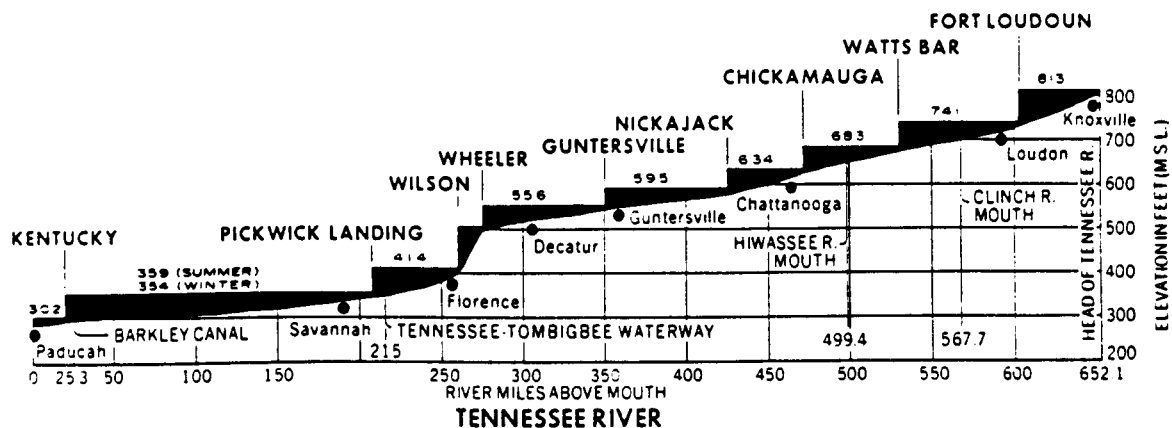 FORT LOUDOUN
WATTS BAR
CHICKAMAUGA
NICKAJACK
GUNTERSVILLE
WHEELER
WILSON
PICKWICK LANDING
KENTUCKY
813
741
683
634
595
556
414
359 (SUMMER)
354 (WINTER)
302
800
700
600
500
400
300
200
Knoxville
Loudon
Chattanooga
Guntersville
Decatur
Florence
Savannah
Paducah
CLINCH R.
MOUTH
HIWASSEE R.
MOUTH
BARKLEY CANAL
TENNESSEE-TOMBIGBEE WATERWAY
215
499.4
567.7
HEAD OF TENNESSEE R.
ELEVATION IN FEET (M S L.)
0 25.3 50 100 150 200 250 300 350 400 450 500 550 600 652.1
RIVER MILES ABOVE MOUTH
TENNESSEE RIVER